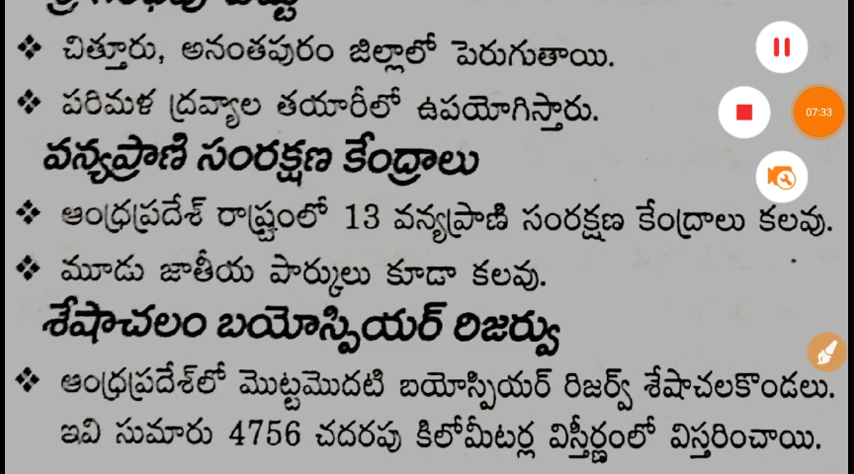 చిత్తూరు, అనంతపురం జిల్లాలో పెరుగుతాయి.
పరిమళ ద్రవ్యాల తయారీలో ఉపయోగిస్తారు.
వన్యప్రాణి సంరక్షణ కేంద్రాలు
ఆంధ్రప్రదేశ్ రాష్ట్రంలో 13 వన్యప్రాణి సంరక్షణ కేంద్రాలు కలవు.
మూడు జాతీయ పార్కులు కూడా కలవు.
శేషాచలం బయోస్పియర్ రిజర్వు
ఆంధ్రప్రదేశ్‌లో మొట్టమొదటి బయోస్పియర్ రిజర్వ్ శేషాచలకొండలు.
ఇవి సుమారు 4756 చదరపు కిలోమీటర్ల విస్తీర్ణంలో విస్తరించాయి.
07:33